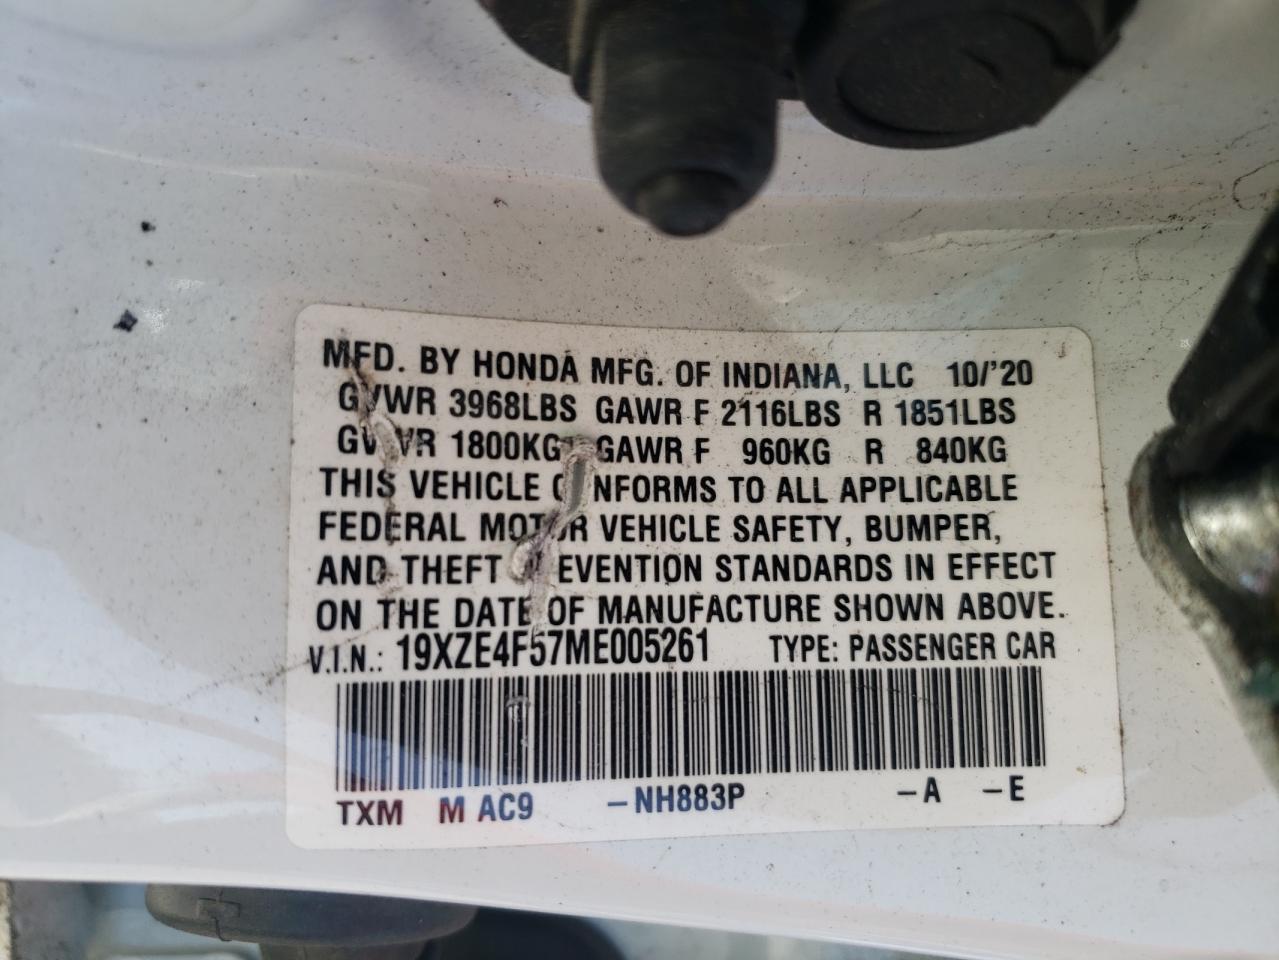 MFD. BY HONDA MFG. OF INDIANA, LLC 10/'20
GVWR 3968LBS GAWR F 2116LBS R 1851LBS
GVWR 1800KG GAWR F 960KG R 840KG
THIS VEHICLE CONFORMS TO ALL APPLICABLE
FEDERAL MOTOR VEHICLE SAFETY, BUMPER,
AND THEFT PREVENTION STANDARDS IN EFFECT
ON THE DATE OF MANUFACTURE SHOWN ABOVE.
V.I.N.: 19XZE4F57ME005261 TYPE: PASSENGER CAR
TXM M AC9 -NH883P -A -E